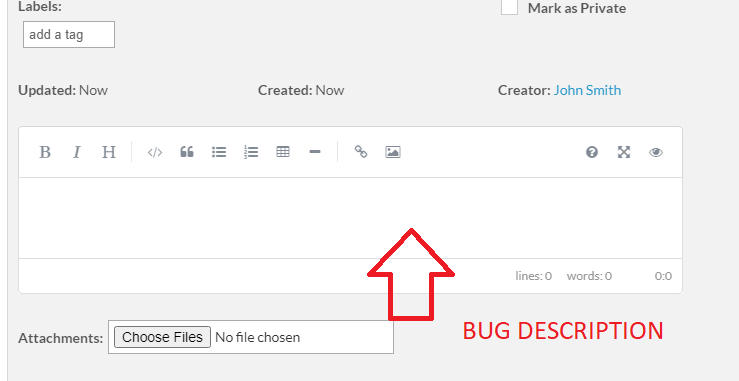 Labels:
Mark as Private
add a tag
Updated: Now
Created: Now
Creator: John Smith
B I H
lines: 0 words: 0 0:0
Attachments: Choose Files No file chosen
BUG DESCRIPTION